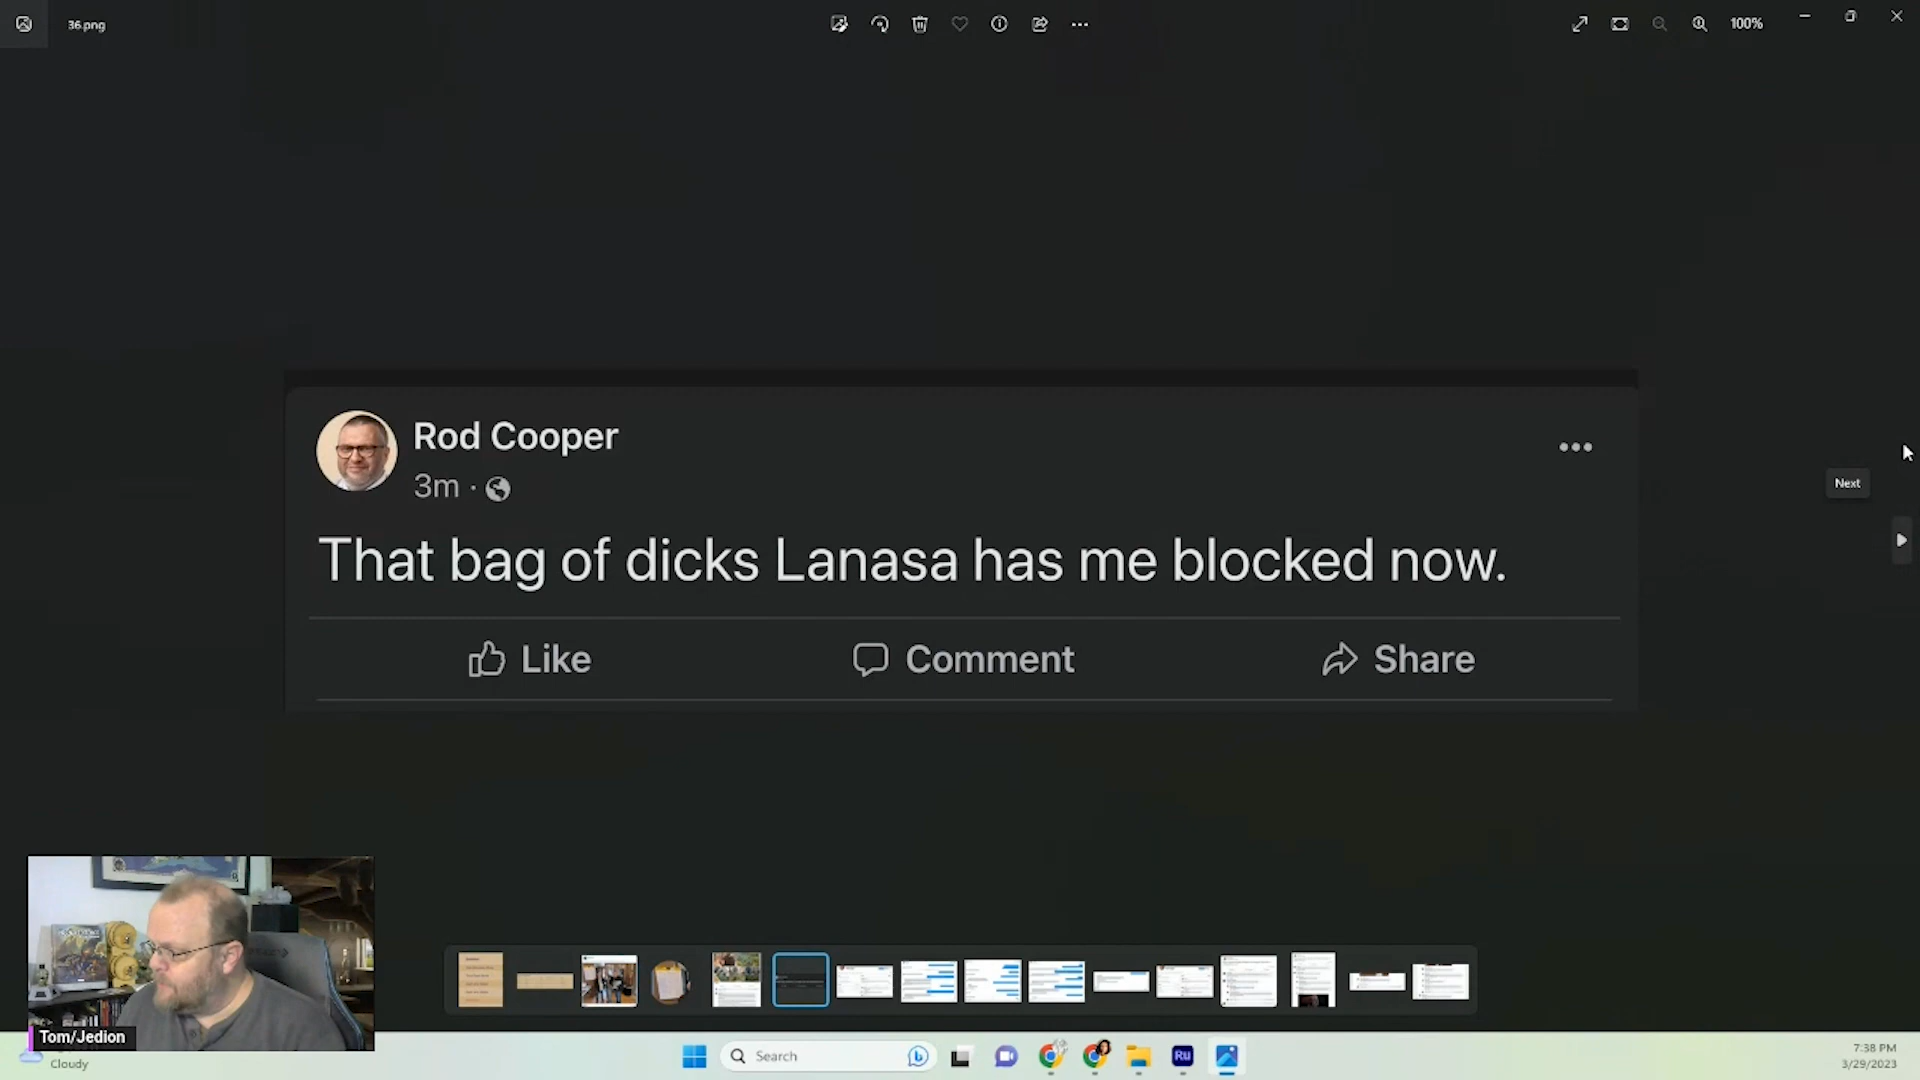 36.png
100%
Rod Cooper
3m ·
Next
That bag of dicks Lanasa has me blocked now.
Like
Comment
Share
Tom/Jedion
Cloudy
Search
Ru
7:38 PM
3/29/2023